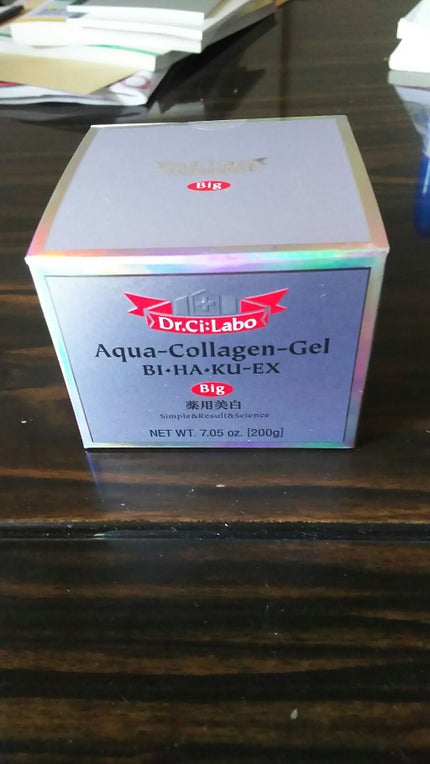 Big
Dr.Ci:Labo
Aqua-Collagen-Gel
BI•HA•KU-EX
Big
薬用美白
Simple&Result&Science
NET WT. 7.05 oz. [200g]